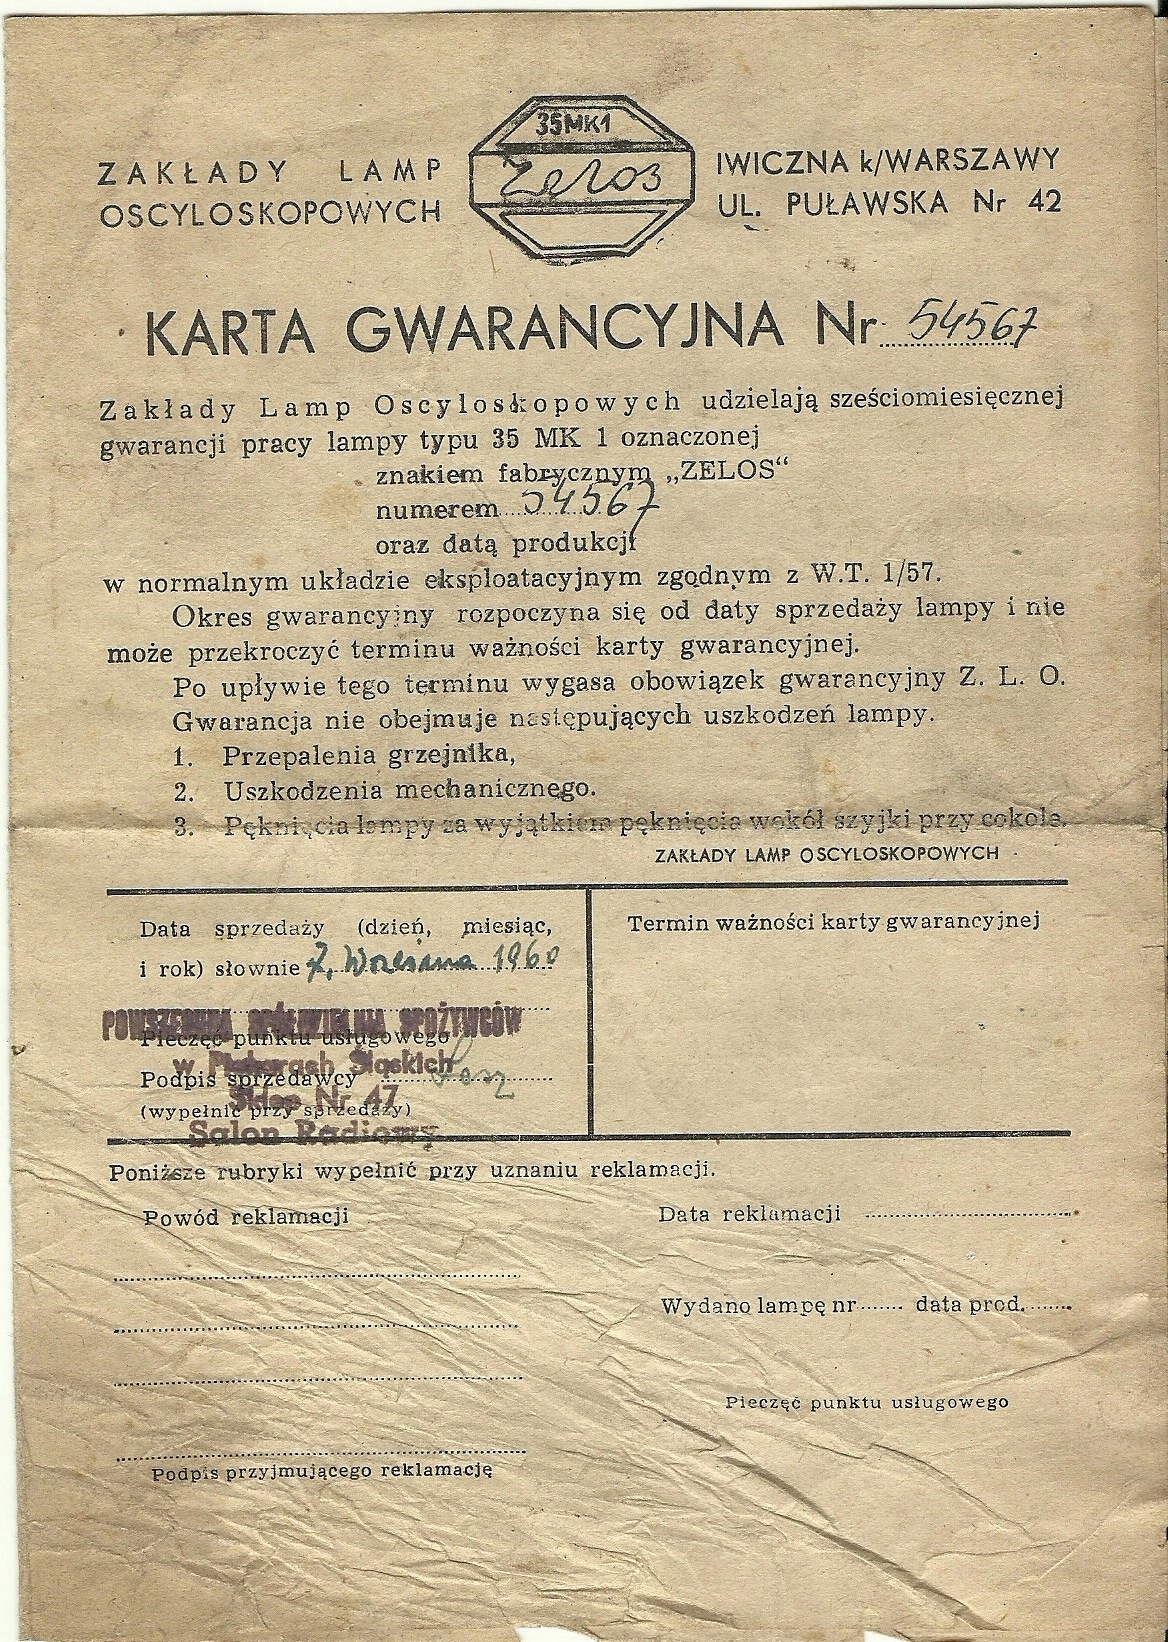 35MK1
Zelos
ZAKŁADY LAMP
OSCYLOSKOPOWYCH
IWICZNA k/WARSZAWY
UL. PUŁAWSKA Nr 42
KARTA GWARANCYJNA Nr 54567
Zakłady Lamp Oscyloskopowych udzielają sześciomiesięcznej
gwarancji pracy lampy typu 35 MK 1 oznaczonej
znakiem fabrycznym „ZELOS“
numerem 54567
oraz datą produkcji
w normalnym układzie eksploatacyjnym zgodnym z W.T. 1/57.
Okres gwarancyjny rozpoczyna się od daty sprzedaży lampy i nie
może przekroczyć terminu ważności karty gwarancyjnej.
Po upływie tego terminu wygasa obowiązek gwarancyjny Z. L. O.
Gwarancja nie obejmuje następujących uszkodzeń lampy.
1. Przepalenia grzejnika,
2. Uszkodzenia mechanicznego.
3. Pęknięcia lampy za wyjątkiem pęknięcia wokół szyjki przy cokole.
ZAKŁADY LAMP OSCYLOSKOPOWYCH
Data sprzedaży (dzień, miesiąc,
i rok) słownie 7, Września 1960
POWSZECHNA SPÓŁDZIELNIA SPOŻYWCÓW
Pieczęć punktu usługowego
w Piekarach Śląskich
Podpis sprzedawcy
Sklep Nr 47
(wypełnić przy sprzedaży)
Salon Radiowy
Termin ważności karty gwarancyjnej
Poniższe rubryki wypełnić przy uznaniu reklamacji.
Powód reklamacji
Data reklamacji
Wydano lampę nr data prod.
Pieczęć punktu usługowego
Podpis przyjmującego reklamację